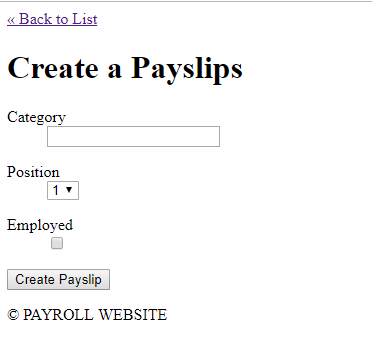 « Back to List
Create a Payslips
Category
Position
1
Employed
Create Payslip
© PAYROLL WEBSITE